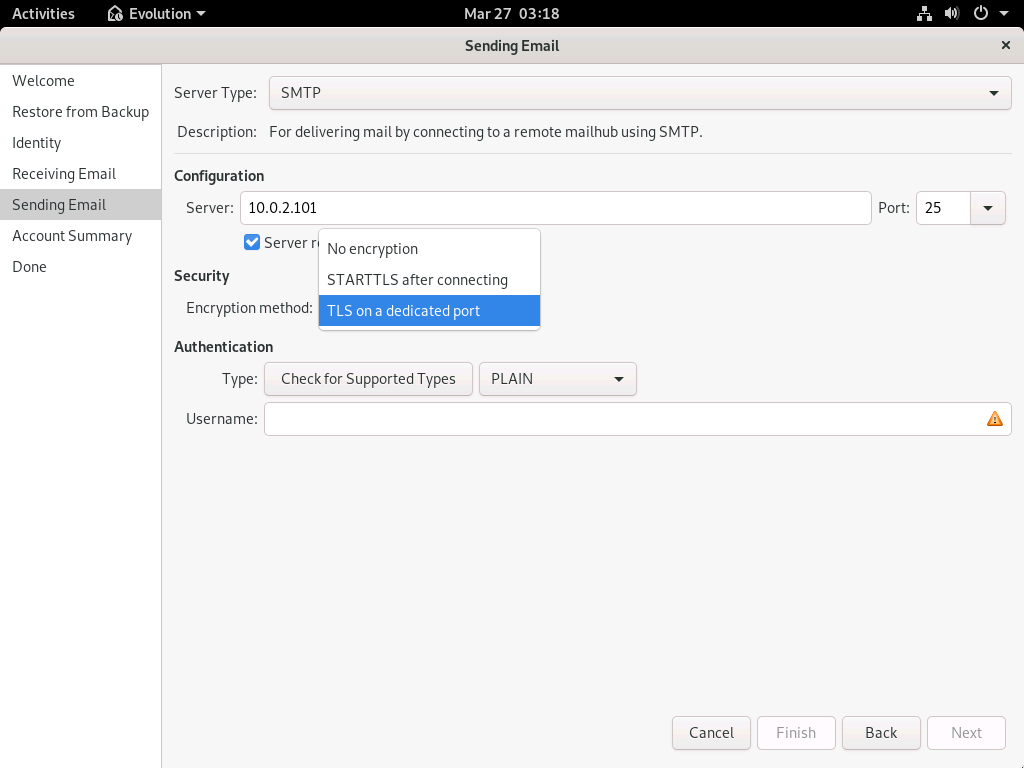 Activities Evolution Mar 27 03:18
Sending Email
Welcome
Restore from Backup
Identity
Receiving Email
Sending Email
Account Summary
Done
Server Type: SMTP
Description: For delivering mail by connecting to a remote mailhub using SMTP.
Configuration
Server: 10.0.2.101 Port: 25
Server
No encryption
STARTTLS after connecting
TLS on a dedicated port
Security
Encryption method:
Authentication
Type: Check for Supported Types PLAIN
Username:
Cancel Finish Back Next